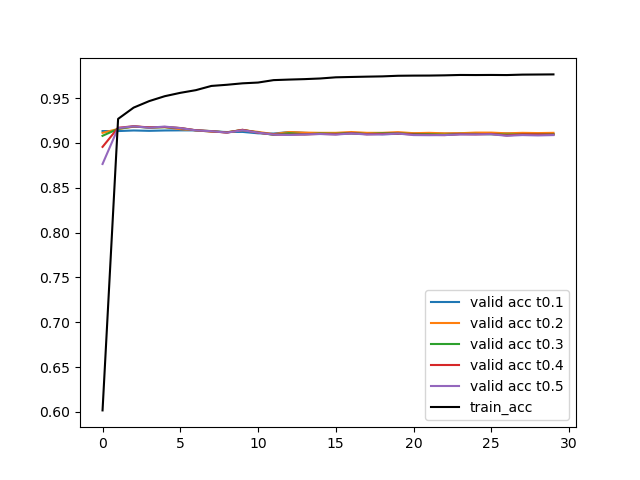 0.95
0.90
0.85
0.80
0.75
0.70
0.65
0.60
0 5 10 15 20 25 30
valid acc t0.1
valid acc t0.2
valid acc t0.3
valid acc t0.4
valid acc t0.5
train_acc